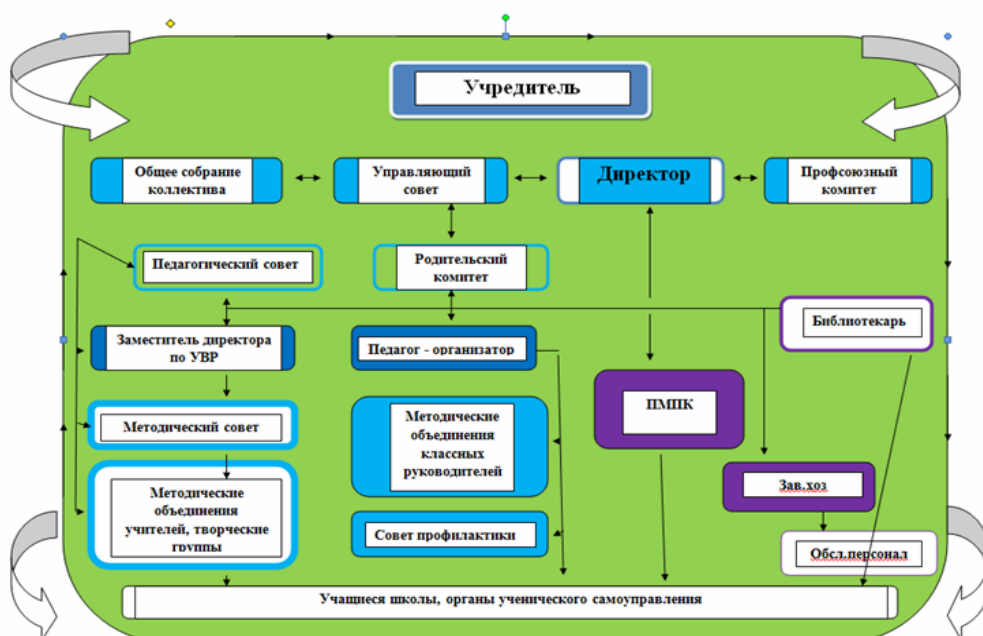 Учредитель
Общее собрание
коллектива
Управляющий
совет
Директор
Профсоюзный
комитет
Педагогический совет
Родительский
комитет
Библиотекарь
Заместитель директора
по УВР
Педагог - организатор
ПМПК
Методический совет
Методические
объединения
классных
руководителей
Зав.хоз
Методические
объединения
учителей, творческие
группы
Совет профилактики
Обсл.персонал
Учащиеся школы, органы ученического самоуправления